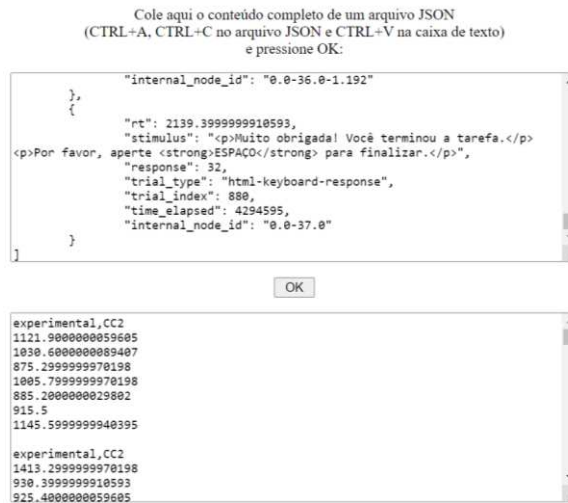 Cole aqui o conteúdo completo de um arquivo JSON
(CTRL+A, CTRL+C no arquivo JSON e CTRL+V na caixa de texto)
e pressione OK:
"internal_node_id": "0.0-36.0-1.192"
},
{
"rt": 2139.3999999910593,
"stimulus": "<p>Muito obrigada! Você terminou a tarefa.</p>
<p>Por favor, aperte <strong>ESPAÇO</strong> para finalizar.</p>",
"response": 32,
"trial_type": "html-keyboard-response",
"trial_index": 880,
"time_elapsed": 4294595,
"internal_node_id": "0.0-37.0"
}
]
OK
experimental,CC2
1121.9000000059605
1030.6000000089407
875.2999999970198
1005.7999999970198
885.2000000029802
915.5
1145.5999999940395

experimental,CC2
1413.2999999970198
930.3999999910593
925.4000000059605